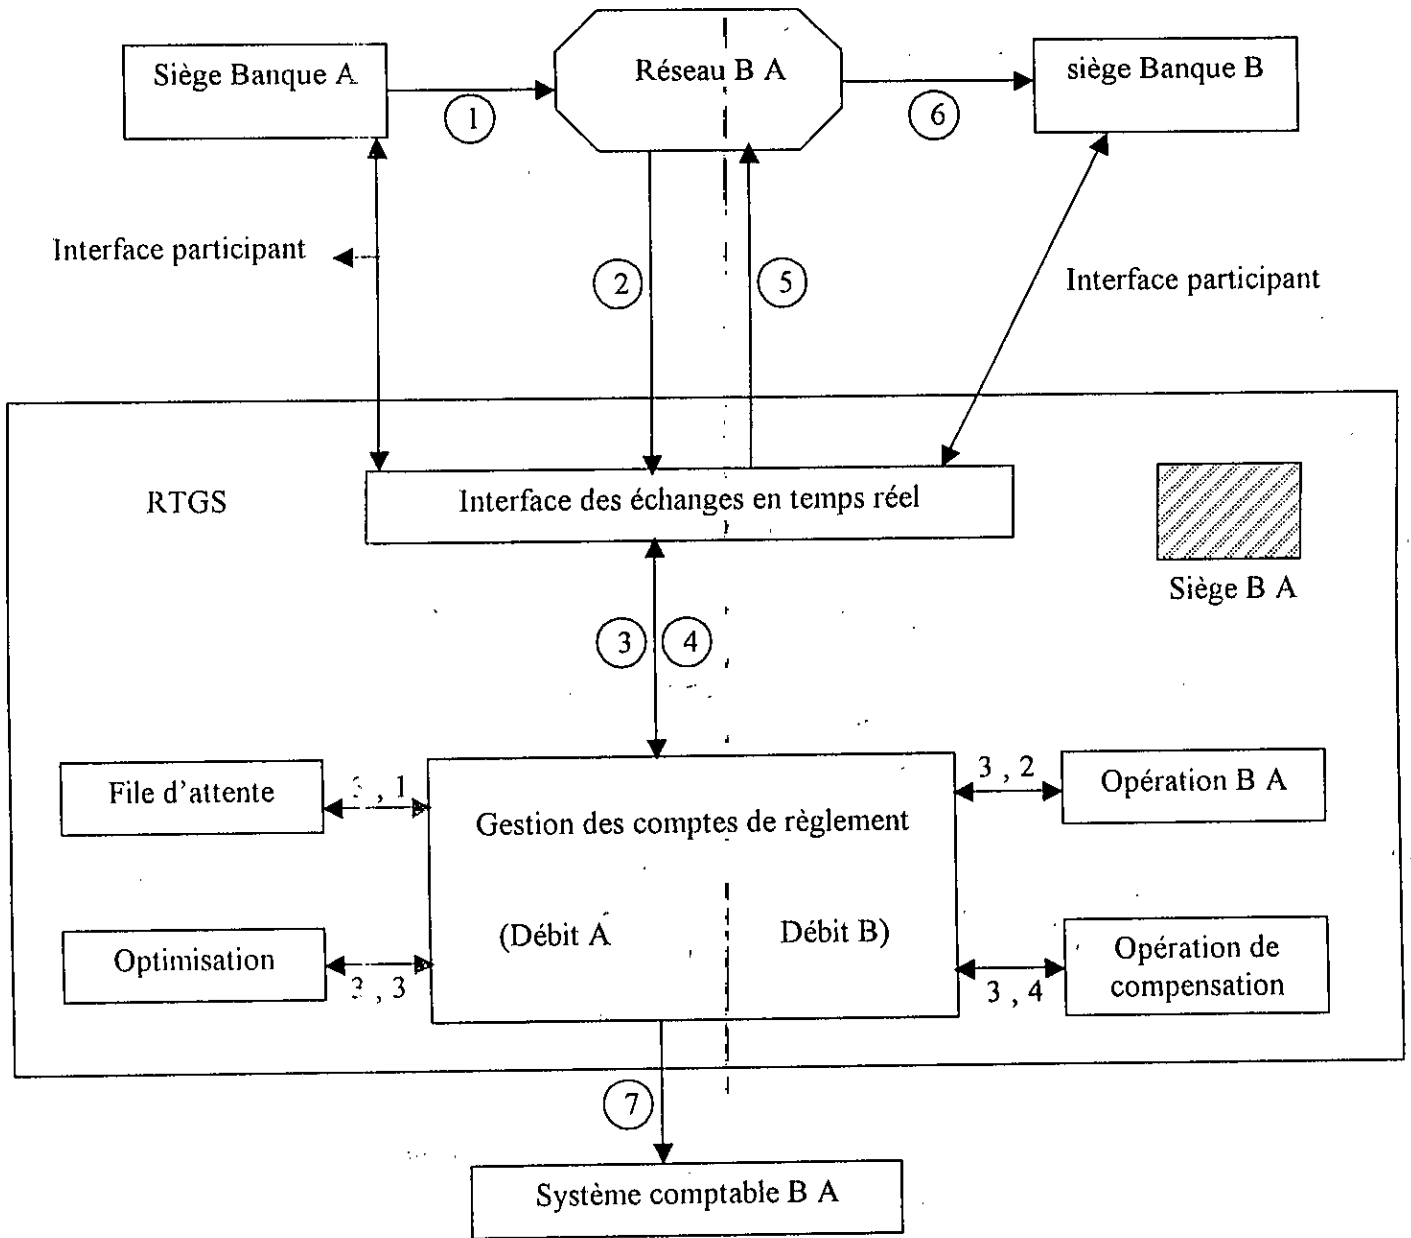 Siège Banque A
Réseau B A
siège Banque B
1
6
Interface participant
2
5
Interface participant
RTGS
Interface des échanges en temps réel
Siège B A
3
4
File d'attente
3 , 1
3 , 2
Opération B A
Gestion des comptes de règlement
(Débit A
Débit B)
Optimisation
3 , 3
3 , 4
Opération de
compensation
7
Système comptable B A